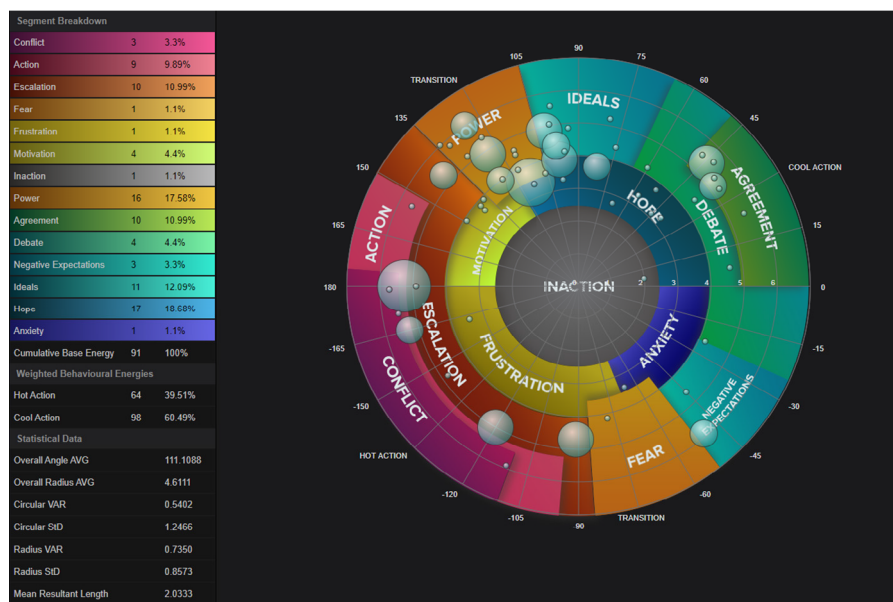 Segment Breakdown
Conflict 3 3.3%
Action 9 9.89%
Escalation 10 10.99%
Fear 1 1.1%
Frustration 1 1.1%
Motivation 4 4.4%
Inaction 1 1.1%
Power 16 17.58%
Agreement 10 10.99%
Debate 4 4.4%
Negative Expectations 3 3.3%
Ideals 11 12.09%
Hope 17 18.68%
Anxiety 1 1.1%
Cumulative Base Energy 91 100%
Weighted Behavioural Energies
Hot Action 64 39.51%
Cool Action 98 60.49%
Statistical Data
Overall Angle AVG 111.1088
Overall Radius AVG 4.6111
Circular VAR 0.5402
Circular StD 1.2466
Radius VAR 0.7350
Radius StD 0.8573
Mean Resultant Length 2.0333
90
105
75
TRANSITION
60
135
POWER
IDEALS
45
150
COOL ACTION
AGREEMENT
165
ACTION
MOTIVATION
HOPE
DEBATE
15
180
INACTION
2 3 4 6
0
-165
ESCALATION
FRUSTRATION
ANXIETY
-15
CONFLICT
NEGATIVE
EXPECTATIONS
-150
-30
HOT ACTION
FEAR
-45
-120
-60
-105
TRANSITION
-90